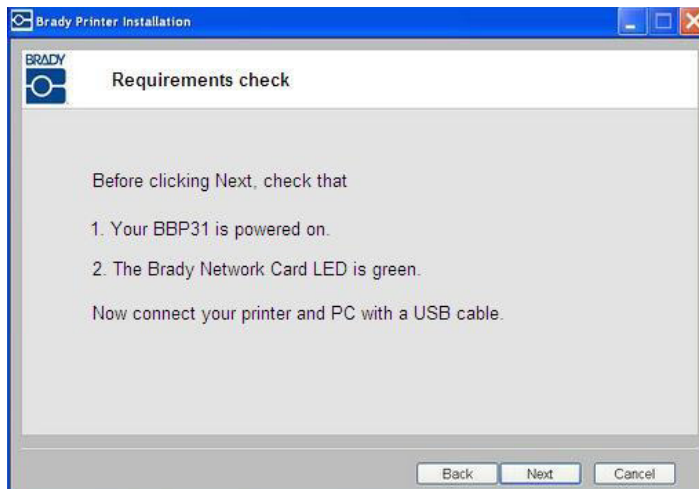 Brady Printer Installation
BRADY
Requirements check
Before clicking Next, check that
1. Your BBP31 is powered on.
2. The Brady Network Card LED is green.
Now connect your printer and PC with a USB cable.
Back Next Cancel